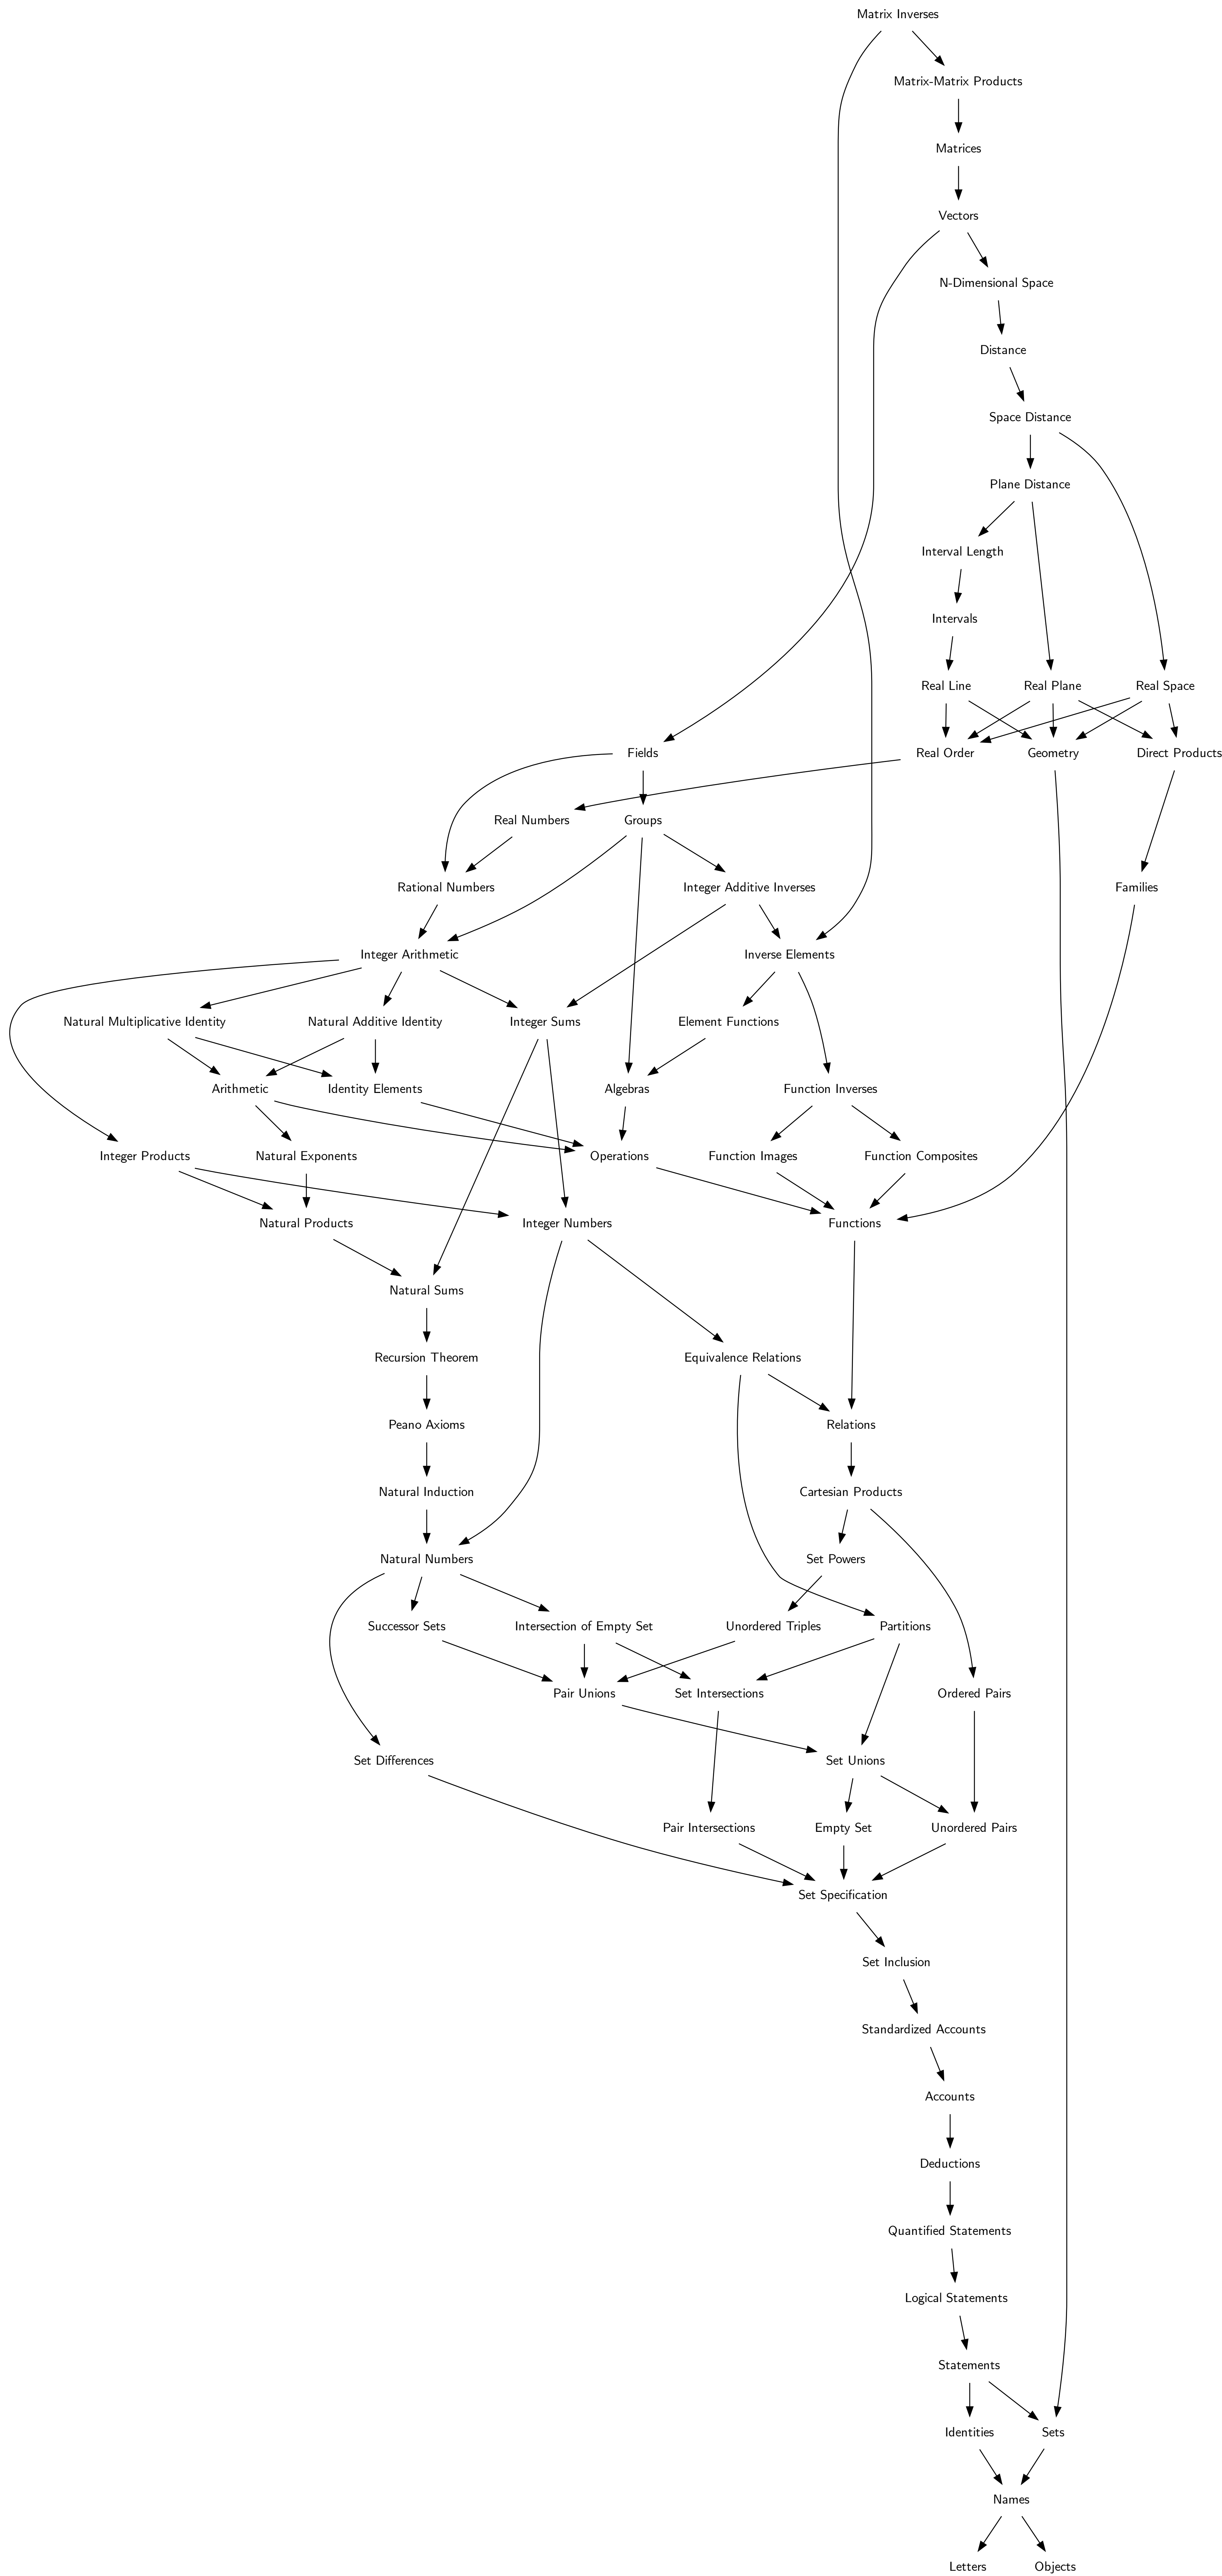 Matrix Inverses
Matrix-Matrix Products
Matrices
Vectors
N-Dimensional Space
Distance
Space Distance
Plane Distance
Interval Length
Intervals
Real Line
Real Plane
Real Space
Fields
Real Order
Geometry
Direct Products
Real Numbers
Groups
Rational Numbers
Integer Additive Inverses
Families
Integer Arithmetic
Inverse Elements
Natural Multiplicative Identity
Natural Additive Identity
Integer Sums
Element Functions
Arithmetic
Identity Elements
Algebras
Function Inverses
Integer Products
Natural Exponents
Operations
Function Images
Function Composites
Natural Products
Integer Numbers
Functions
Natural Sums
Recursion Theorem
Equivalence Relations
Peano Axioms
Relations
Natural Induction
Cartesian Products
Natural Numbers
Set Powers
Successor Sets
Intersection of Empty Set
Unordered Triples
Partitions
Pair Unions
Set Intersections
Ordered Pairs
Set Differences
Set Unions
Pair Intersections
Empty Set
Unordered Pairs
Set Specification
Set Inclusion
Standardized Accounts
Accounts
Deductions
Quantified Statements
Logical Statements
Statements
Identities
Sets
Names
Letters
Objects